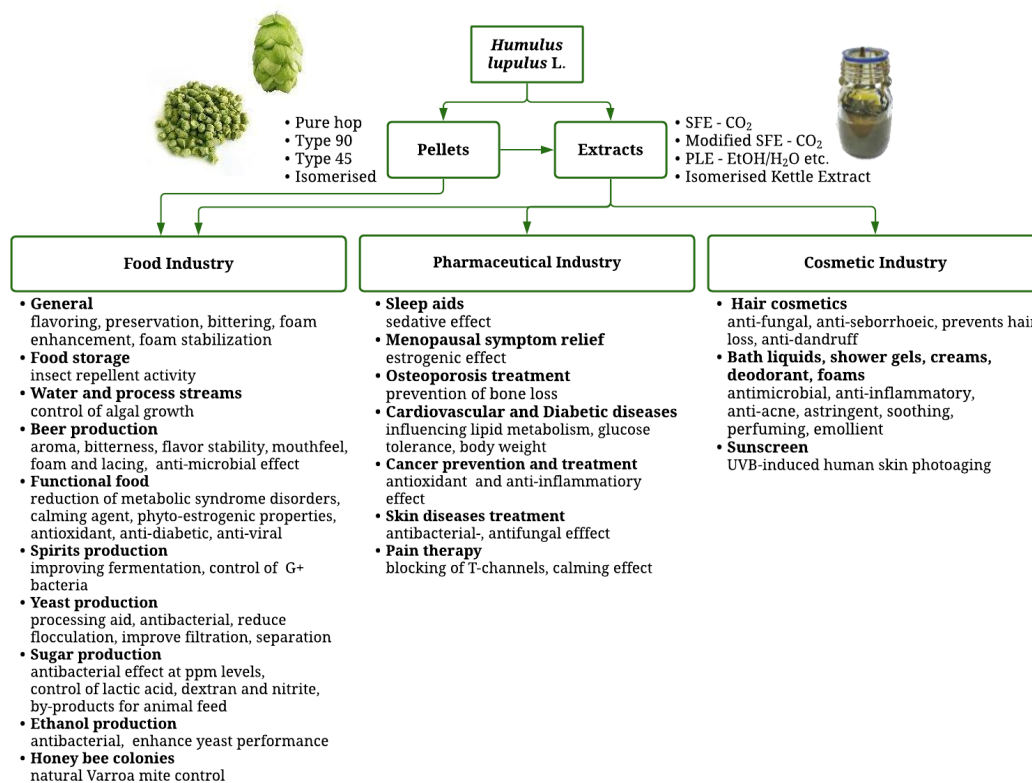 Humulus
lupulus L.
• Pure hop
• Type 90
• Type 45
• Isomerised
Pellets
Extracts
• SFE - CO₂
• Modified SFE - CO₂
• PLE - EtOH/H₂O etc.
• Isomerised Kettle Extract
Food Industry
• General
flavoring, preservation, bittering, foam
enhancement, foam stabilization
• Food storage
insect repellent activity
• Water and process streams
control of algal growth
• Beer production
aroma, bitterness, flavor stability, mouthfeel,
foam and lacing, anti-microbial effect
• Functional food
reduction of metabolic syndrome disorders,
calming agent, phyto-estrogenic properties,
antioxidant, anti-diabetic, anti-viral
• Spirits production
improving fermentation, control of G+
bacteria
• Yeast production
processing aid, antibacterial, reduce
flocculation, improve filtration, separation
• Sugar production
antibacterial effect at ppm levels,
control of lactic acid, dextran and nitrite,
by-products for animal feed
• Ethanol production
antibacterial, enhance yeast performance
• Honey bee colonies
natural Varroa mite control
Pharmaceutical Industry
• Sleep aids
sedative effect
• Menopausal symptom relief
estrogenic effect
• Osteoporosis treatment
prevention of bone loss
• Cardiovascular and Diabetic diseases
influencing lipid metabolism, glucose
tolerance, body weight
• Cancer prevention and treatment
antioxidant and anti-inflammatiory
effect
• Skin diseases treatment
antibacterial-, antifungal efffect
• Pain therapy
blocking of T-channels, calming effect
Cosmetic Industry
• Hair cosmetics
anti-fungal, anti-seborrhoeic, prevents hair
loss, anti-dandruff
• Bath liquids, shower gels, creams,
deodorant, foams
antimicrobial, anti-inflammatory,
anti-acne, astringent, soothing,
perfuming, emollient
• Sunscreen
UVB-induced human skin photoaging